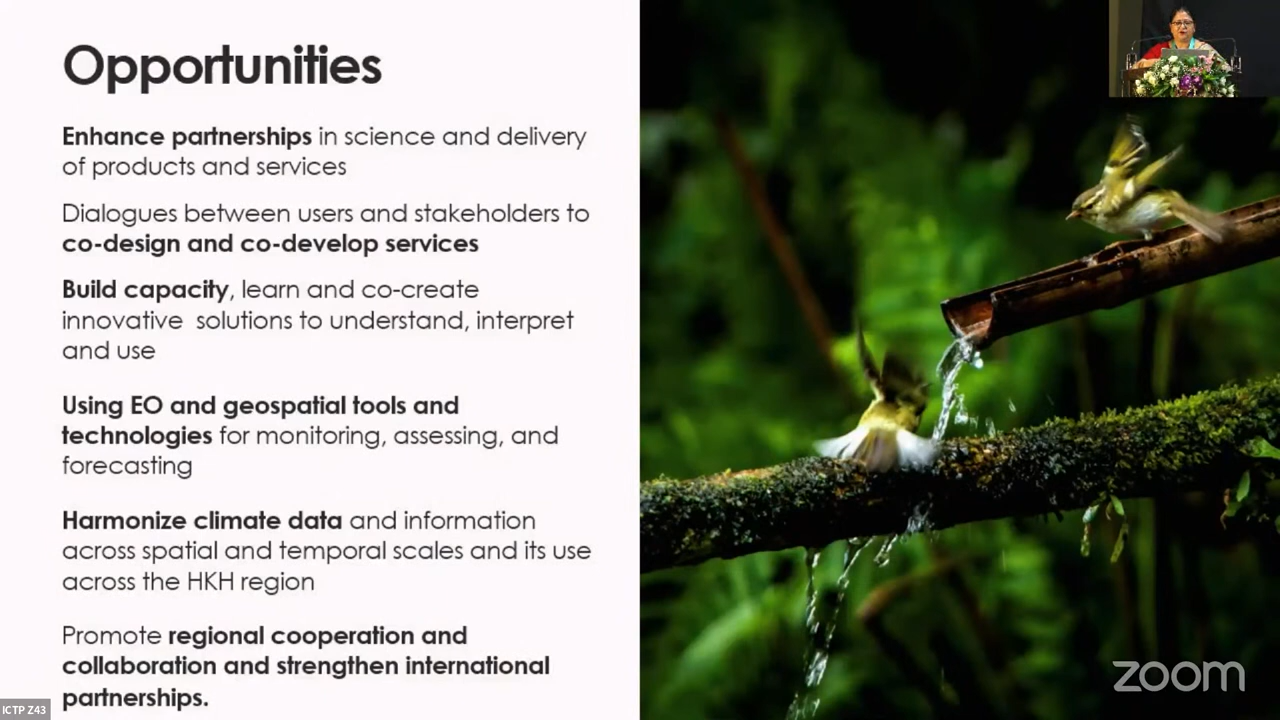 Opportunities
Enhance partnerships in science and delivery
of products and services
Dialogues between users and stakeholders to
co-design and co-develop services
Build capacity, learn and co-create
innovative  solutions to understand, interpret
and use
Using EO and geospatial tools and
technologies for monitoring, assessing, and
forecasting
Harmonize climate data and information
across spatial and temporal scales and its use
across the HKH region
Promote regional cooperation and
collaboration and strengthen international
partnerships.
ICTP Z43
zoom